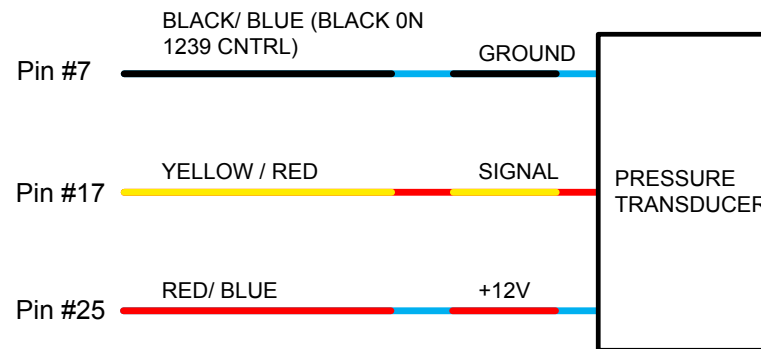 BLACK/ BLUE (BLACK 0N
1239 CNTRL)
GROUND
Pin #7
YELLOW / RED
SIGNAL
Pin #17
PRESSURE
TRANSDUCER
RED/ BLUE
+12V
Pin #25